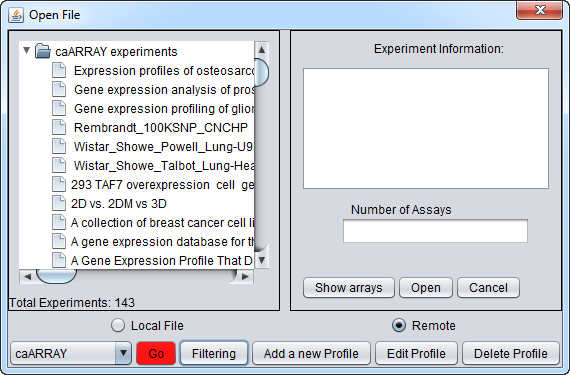 Open File
caARRAY experiments
Expression profiles of osteosarco
Gene expression analysis of pros
Gene expression profiling of glion
Rembrandt_100KSNP_CNCHP
Wistar_Showe_Powell_Lung-U9
Wistar_Showe_Talbot_Lung-Hea
293 TAF7 overexpression cell ge
2D vs. 2DM vs 3D
A collection of breast cancer cell li
A gene expression database for th
A Gene Expression Profile That D
Total Experiments: 143
Experiment Information:
Number of Assays
Show arrays Open Cancel
Local File Remote
caARRAY Go Filtering Add a new Profile Edit Profile Delete Profile